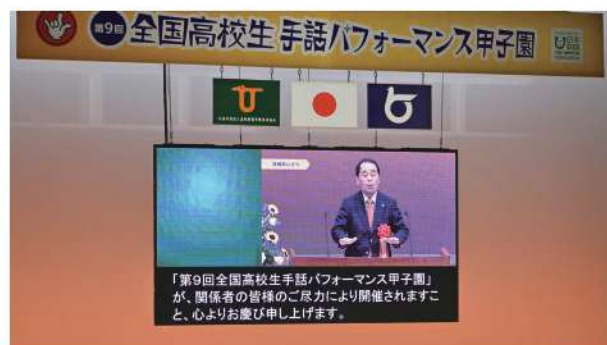 第9回 全国高校生手話パフォーマンス甲子園
「第9回全国高校生手話パフォーマンス甲子園」
が、関係者の皆様のご尽力により開催されますこ
と、心よりお慶び申し上げます。